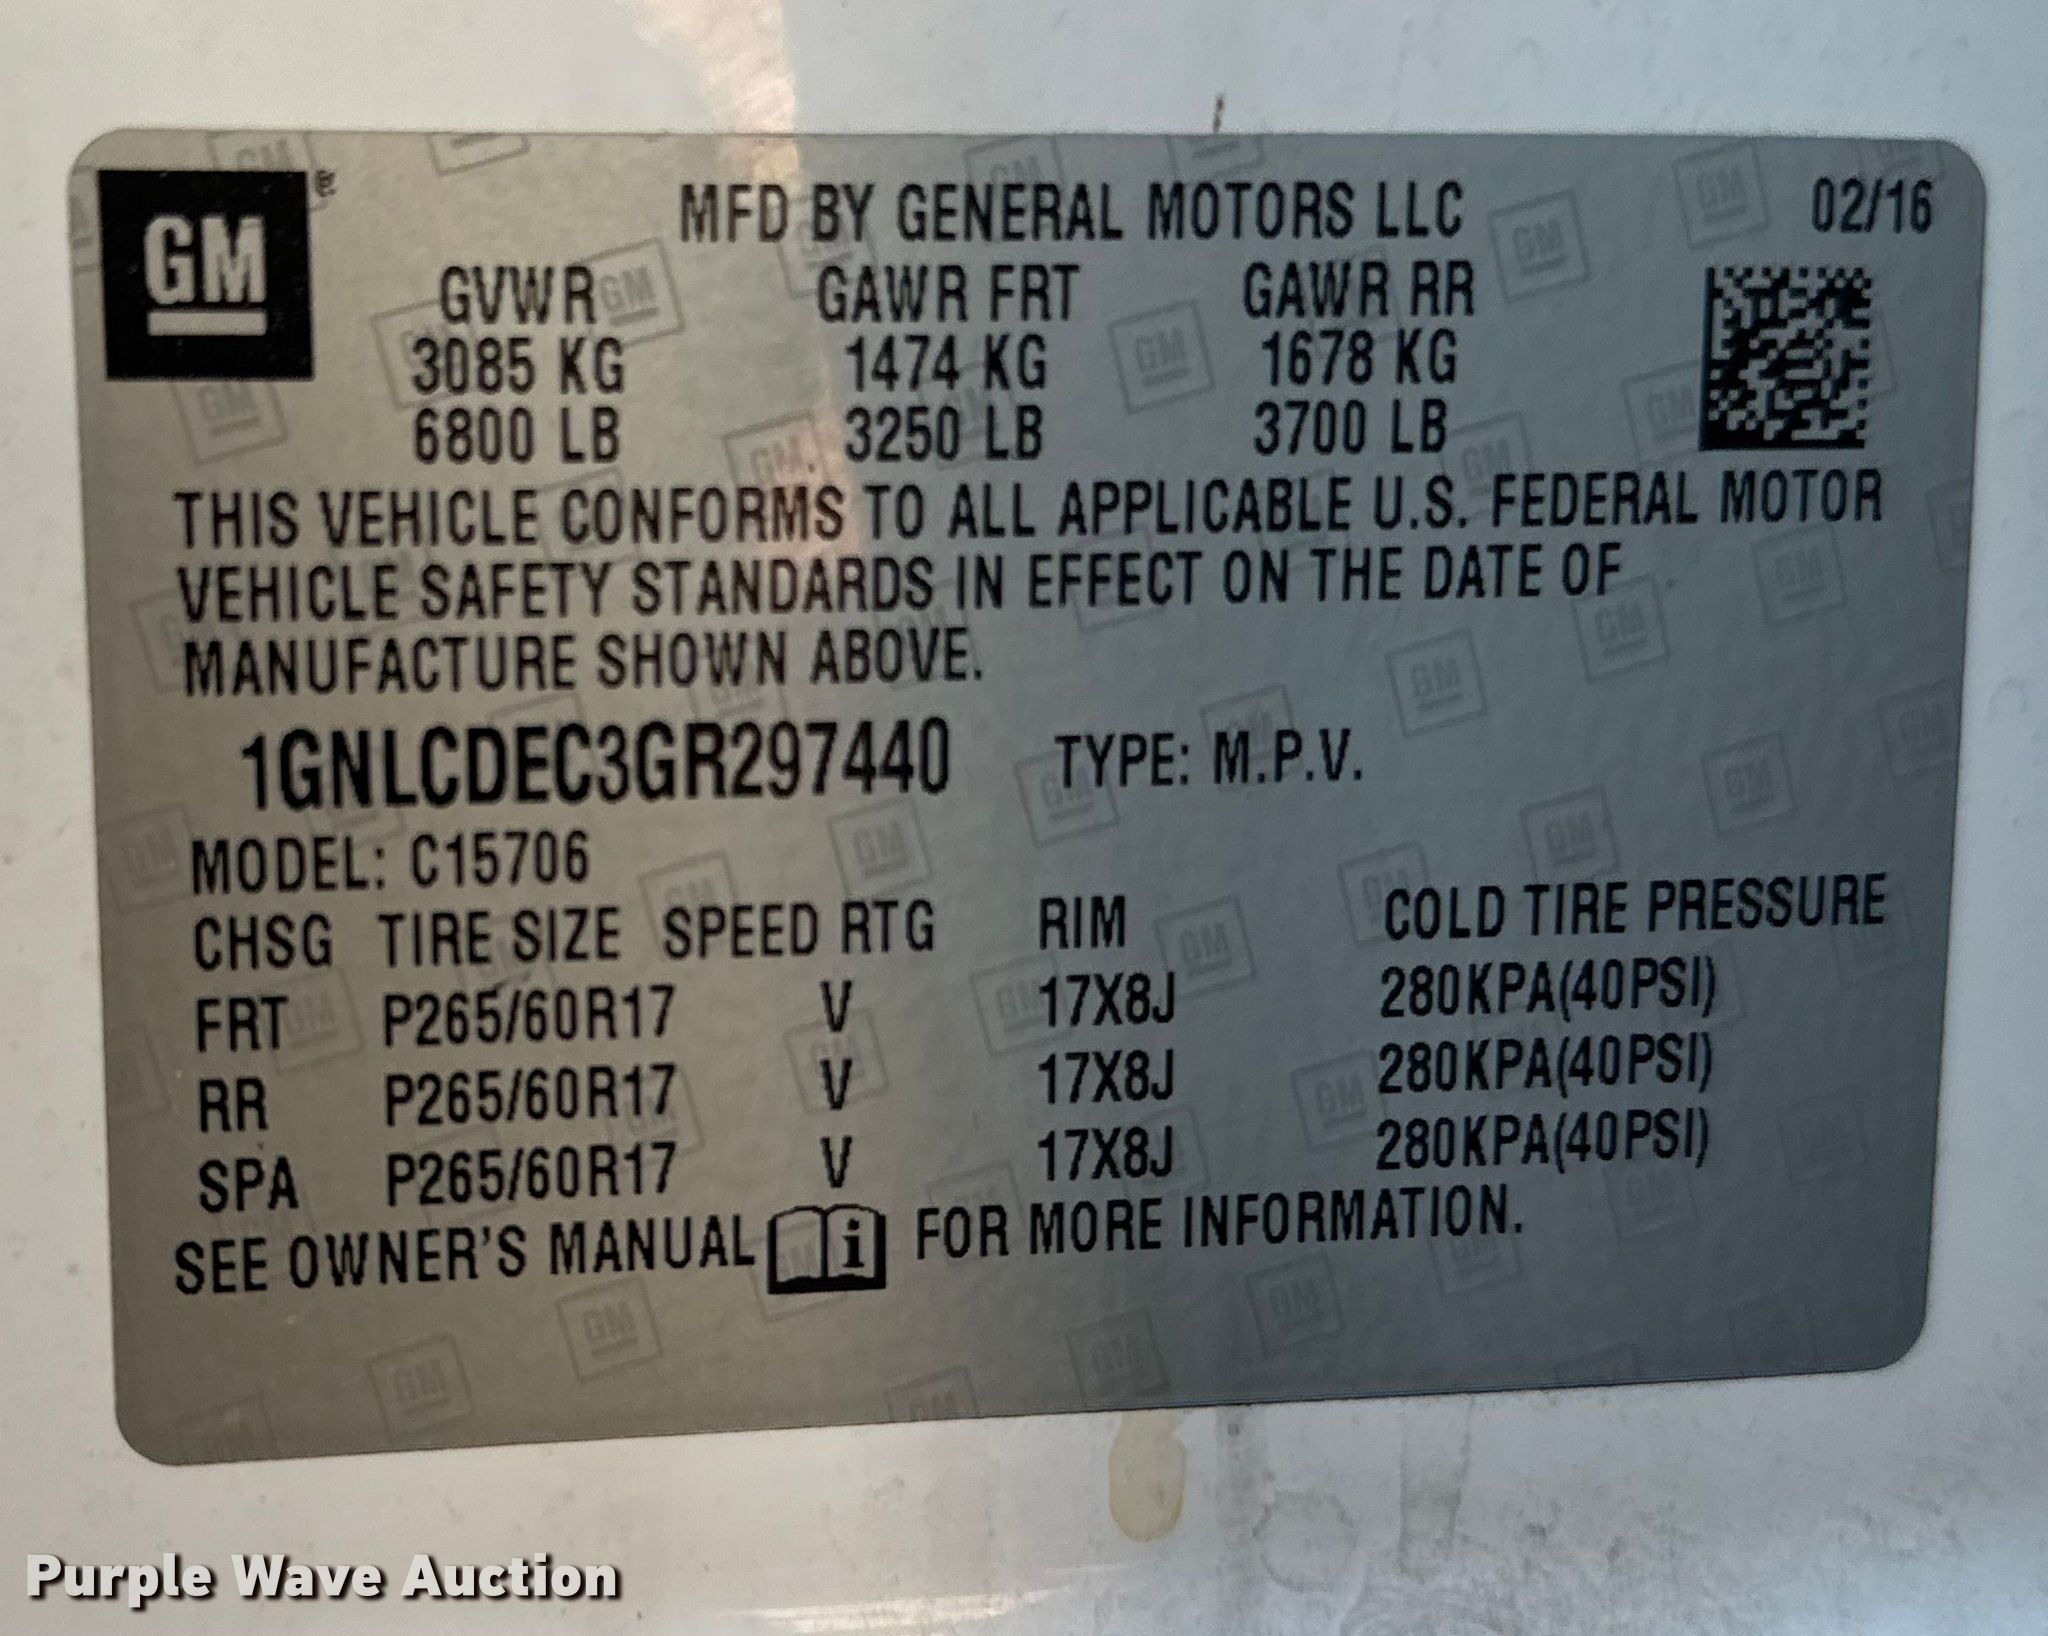 GM
MFD BY GENERAL MOTORS LLC 02/16
GVWR GAWR FRT GAWR RR
3085 KG 1474 KG 1678 KG
6800 LB 3250 LB 3700 LB
THIS VEHICLE CONFORMS TO ALL APPLICABLE U.S. FEDERAL MOTOR
VEHICLE SAFETY STANDARDS IN EFFECT ON THE DATE OF
MANUFACTURE SHOWN ABOVE.
1GNLCDEC3GR297440 TYPE: M.P.V.
MODEL: C15706
CHSG TIRE SIZE SPEED RTG RIM COLD TIRE PRESSURE
FRT P265/60R17 V 17X8J 280KPA(40PSI)
RR P265/60R17 V 17X8J 280KPA(40PSI)
SPA P265/60R17 V 17X8J 280KPA(40PSI)
SEE OWNER'S MANUAL i FOR MORE INFORMATION.
Purple Wave Auction